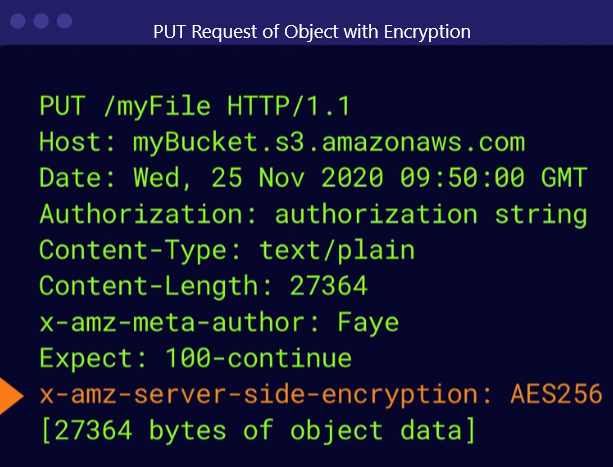 PUT Request of Object with Encryption
PUT /myFile HTTP/1.1
Host: myBucket.s3.amazonaws.com
Date: Wed, 25 Nov 2020 09:50:00 GMT
Authorization: authorization string
Content-Type: text/plain
Content-Length: 27364
x-amz-meta-author: Faye
Expect: 100-continue
x-amz-server-side-encryption: AES256
[27364 bytes of object data]